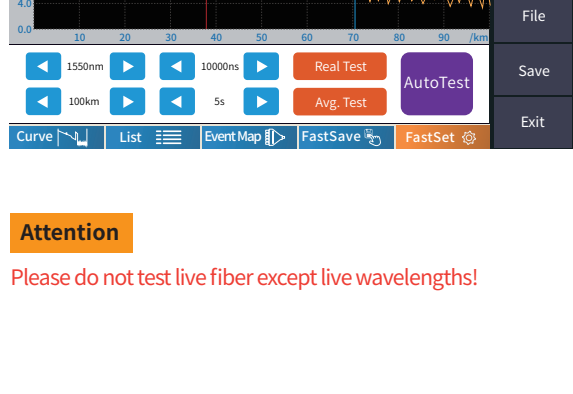 4.0
0.0
10 20 30 40 50 60 70 80 90 /km
File
1550nm 10000ns Real Test
AutoTest
Save
100km 5s Avg. Test
Exit
Curve List Event Map FastSave FastSet
Attention
Please do not test live fiber except live wavelengths!